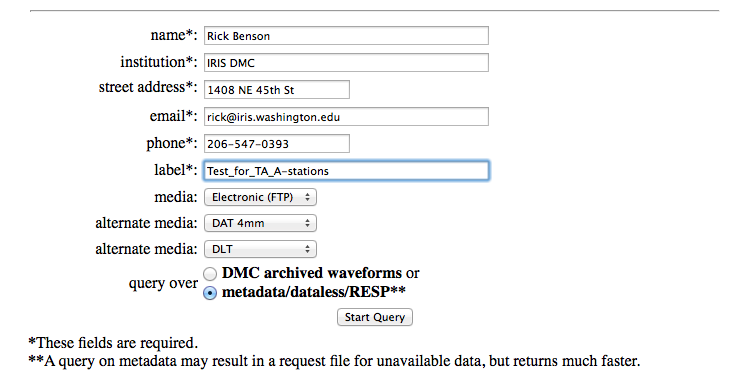 name*: Rick Benson
institution*: IRIS DMC
street address*: 1408 NE 45th St
email*: rick@iris.washington.edu
phone*: 206-547-0393
label*: Test_for_TA_A-stations
media: Electronic (FTP)
alternate media: DAT 4mm
alternate media: DLT
query over DMC archived waveforms or
metadata/dataless/RESP**
Start Query
*These fields are required.
**A query on metadata may result in a request file for unavailable data, but returns much faster.